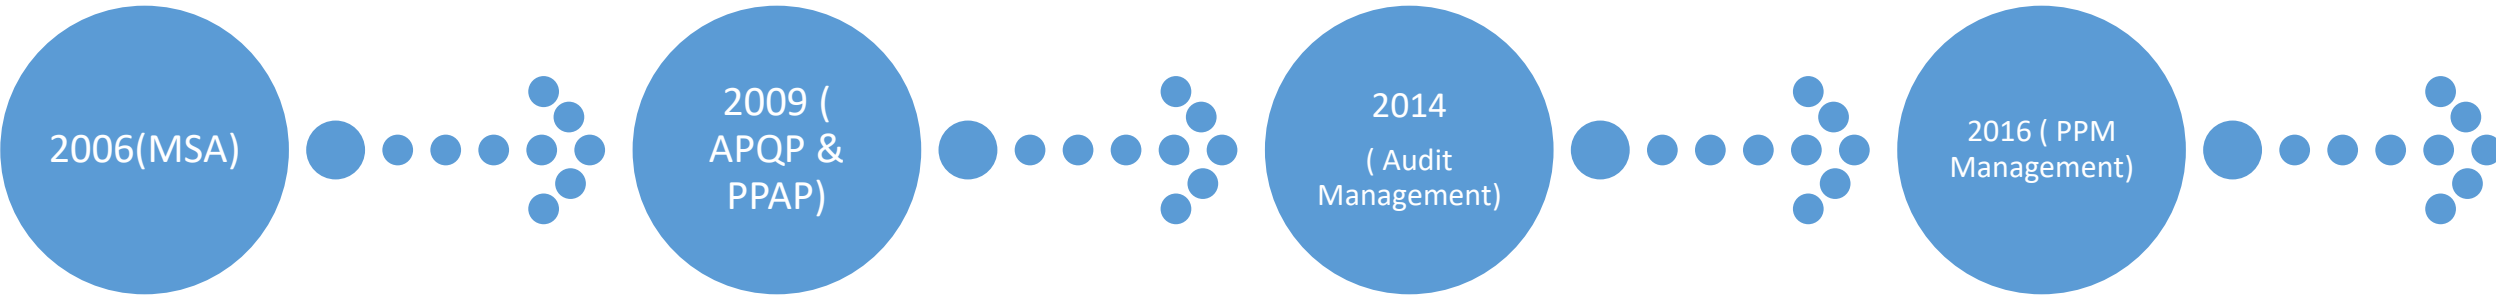 2006(MSA)
2009 (
APQP &
PPAP)
2014
( Audit
Management)
2016 ( PPM
Management)